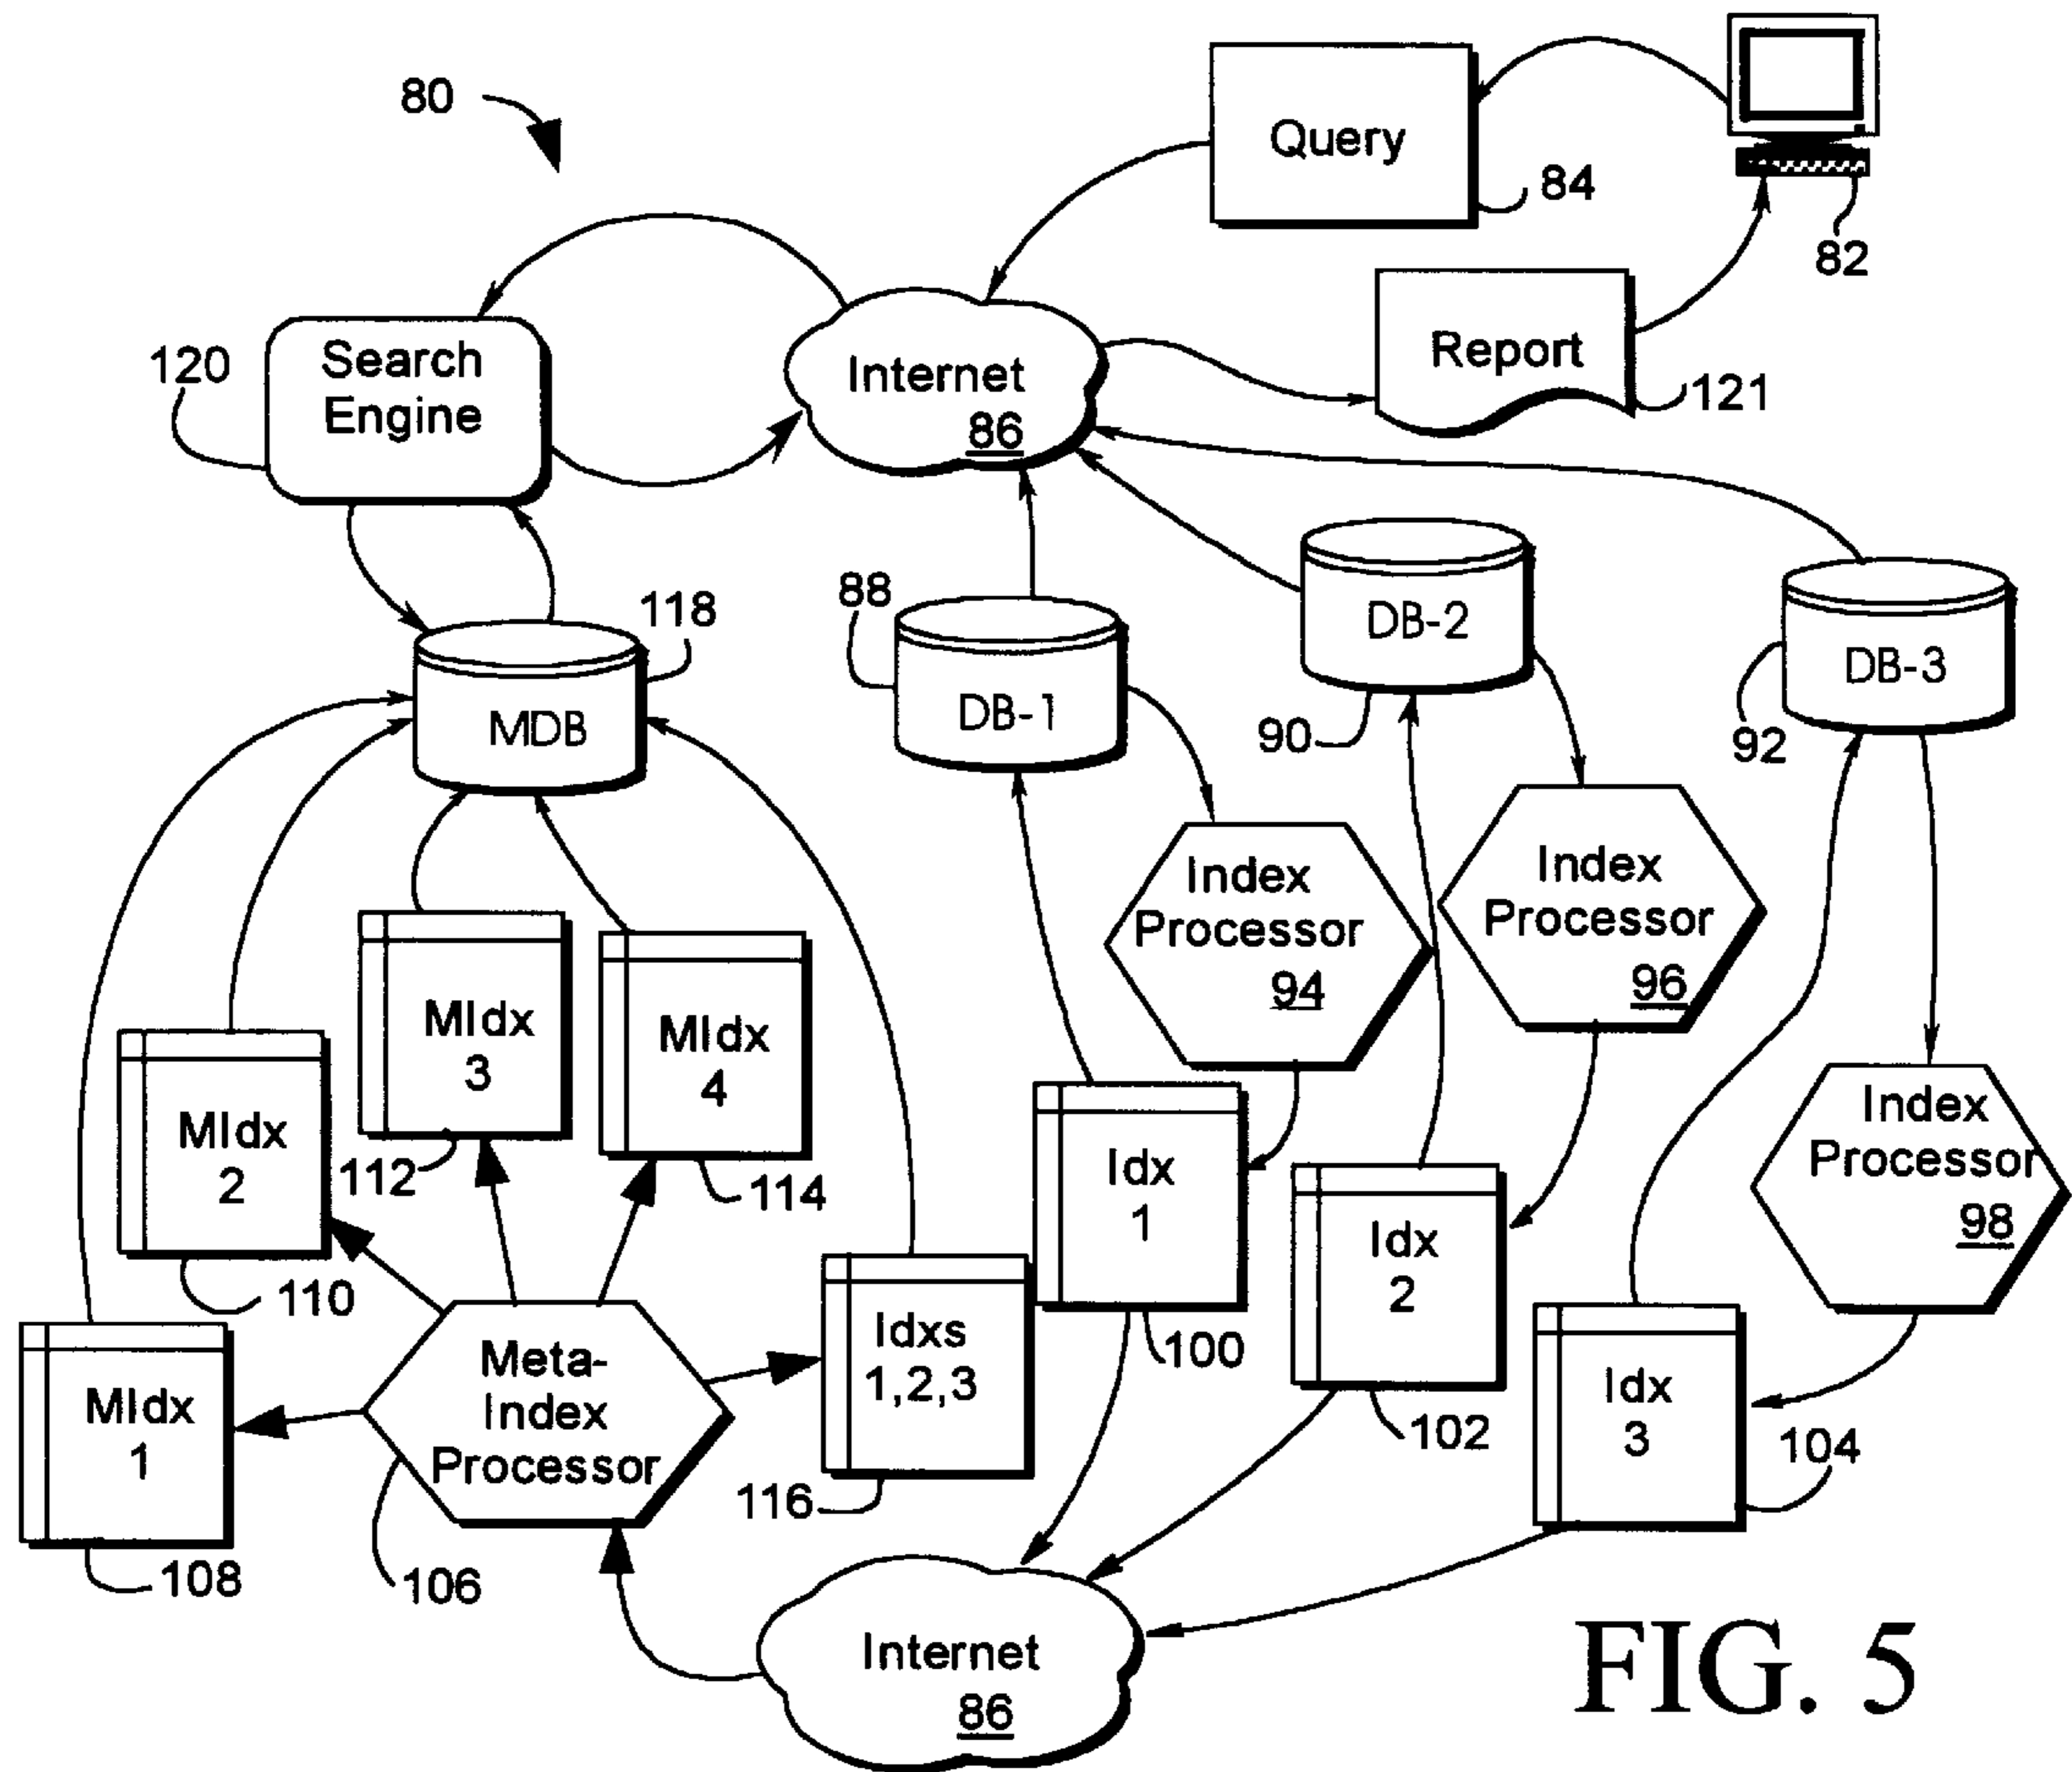 80
Query
84
82
Search
Engine
120
Internet
86
Report
121
88
DB-1
DB-2
90
DB-3
92
118
MDB
Index
Processor
94
Index
Processor
96
Index
Processor
98
MIdx
3
112
MIdx
4
114
MIdx
2
110
MIdx
1
108
Meta-
Index
Processor
106
Idxs
1,2,3
116
Idx
1
100
Idx
2
102
Idx
3
104
Internet
86
FIG. 5